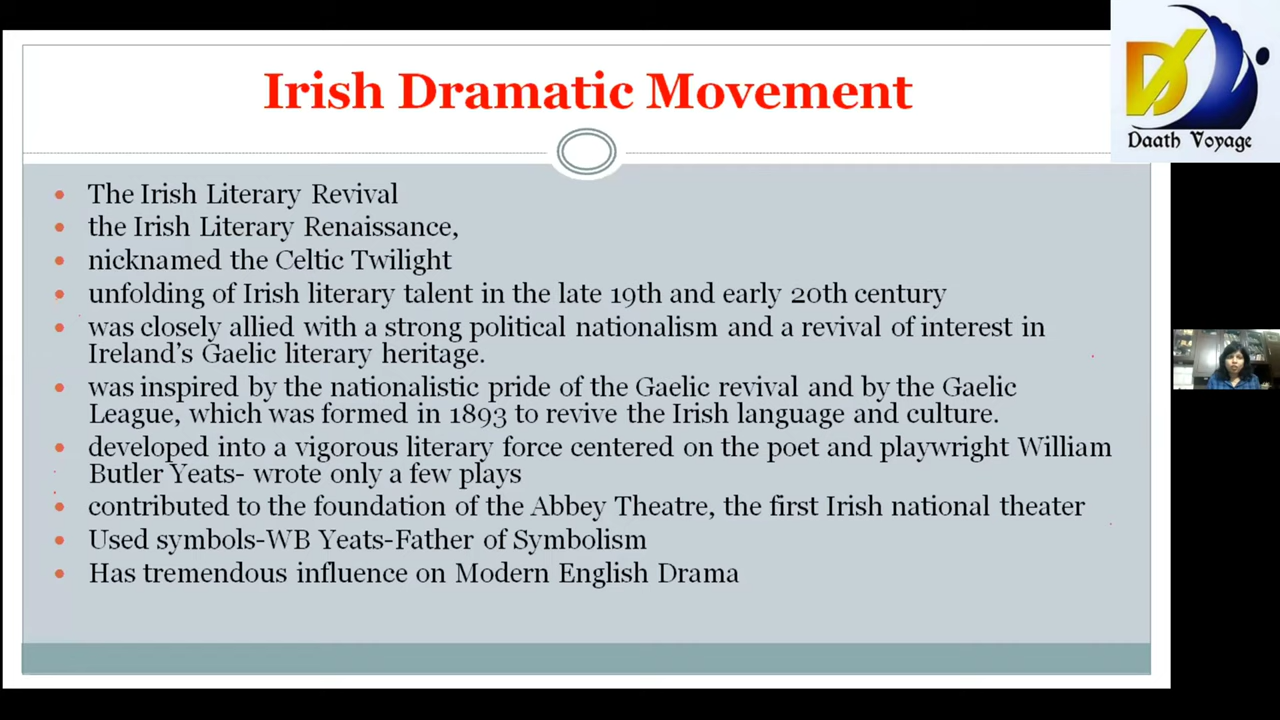 Irish Dramatic Movement
Daath Voyage
The Irish Literary Revival
the Irish Literary Renaissance,
nicknamed the Celtic Twilight
unfolding of Irish literary talent in the late 19th and early 20th century
was closely allied with a strong political nationalism and a revival of interest in
Ireland's Gaelic literary heritage.
was inspired by the nationalistic pride of the Gaelic revival and by the Gaelic
League, which was formed in 1893 to revive the Irish language and culture.
developed into a vigorous literary force centered on the poet and playwright William
Butler Yeats- wrote only a few plays
contributed to the foundation of the Abbey Theatre, the first Irish national theater
Used symbols-WB Yeats-Father of Symbolism
Has tremendous influence on Modern English Drama